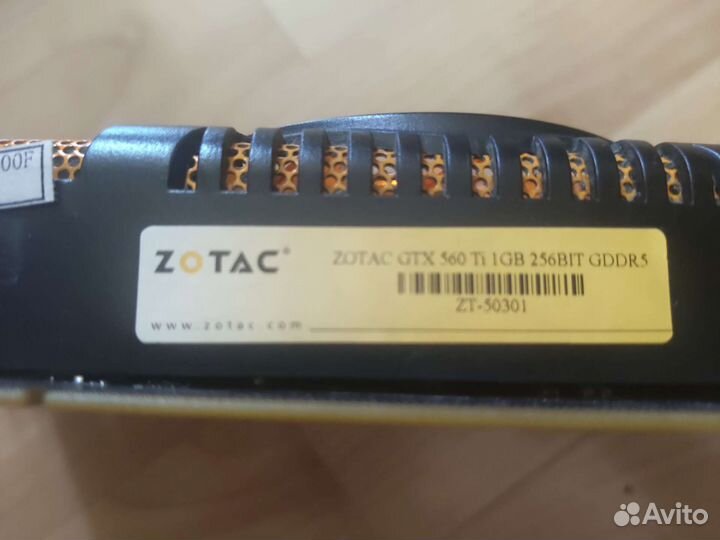 00F
ZOTAC®
ZOTAC GTX 560 Ti 1GB 256BIT GDDR5
ZT-50301
www.zotac.com
Avito